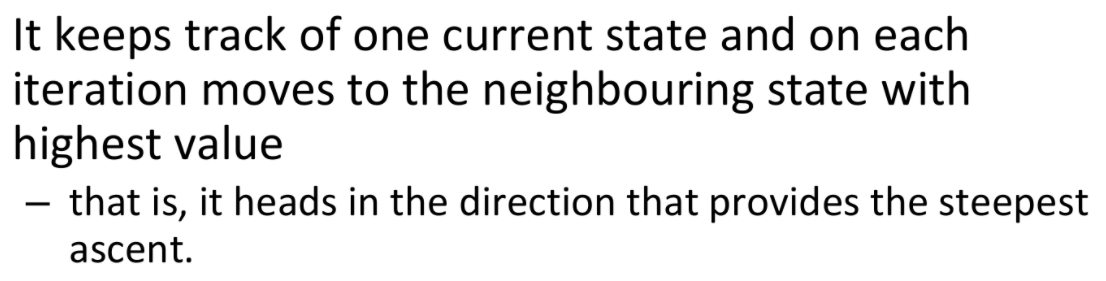 It keeps track of one current state and on each
iteration moves to the neighbouring state with
highest value
– that is, it heads in the direction that provides the steepest
ascent.